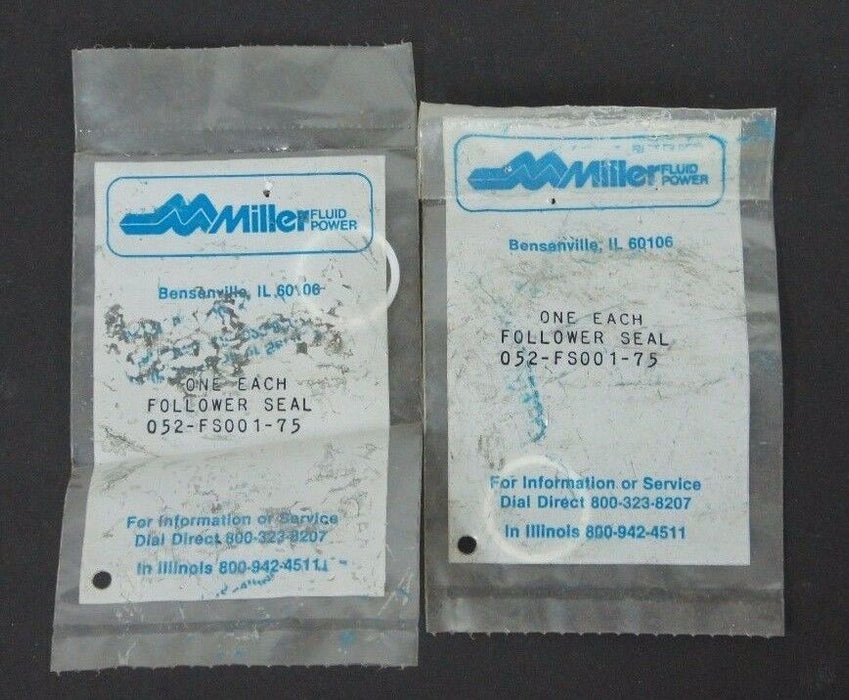 Miller FLUID POWER
Bensenville, IL 60106
ONE EACH
FOLLOWER SEAL
052-FS001-75
For Information or Service
Dial Direct 800-323-8207
In Illinois 800-942-4511
Miller FLUID POWER
Bensenville, IL 60106
ONE EACH
FOLLOWER SEAL
052-FS001-75
For Information or Service
Dial Direct 800-323-8207
In Illinois 800-942-4511